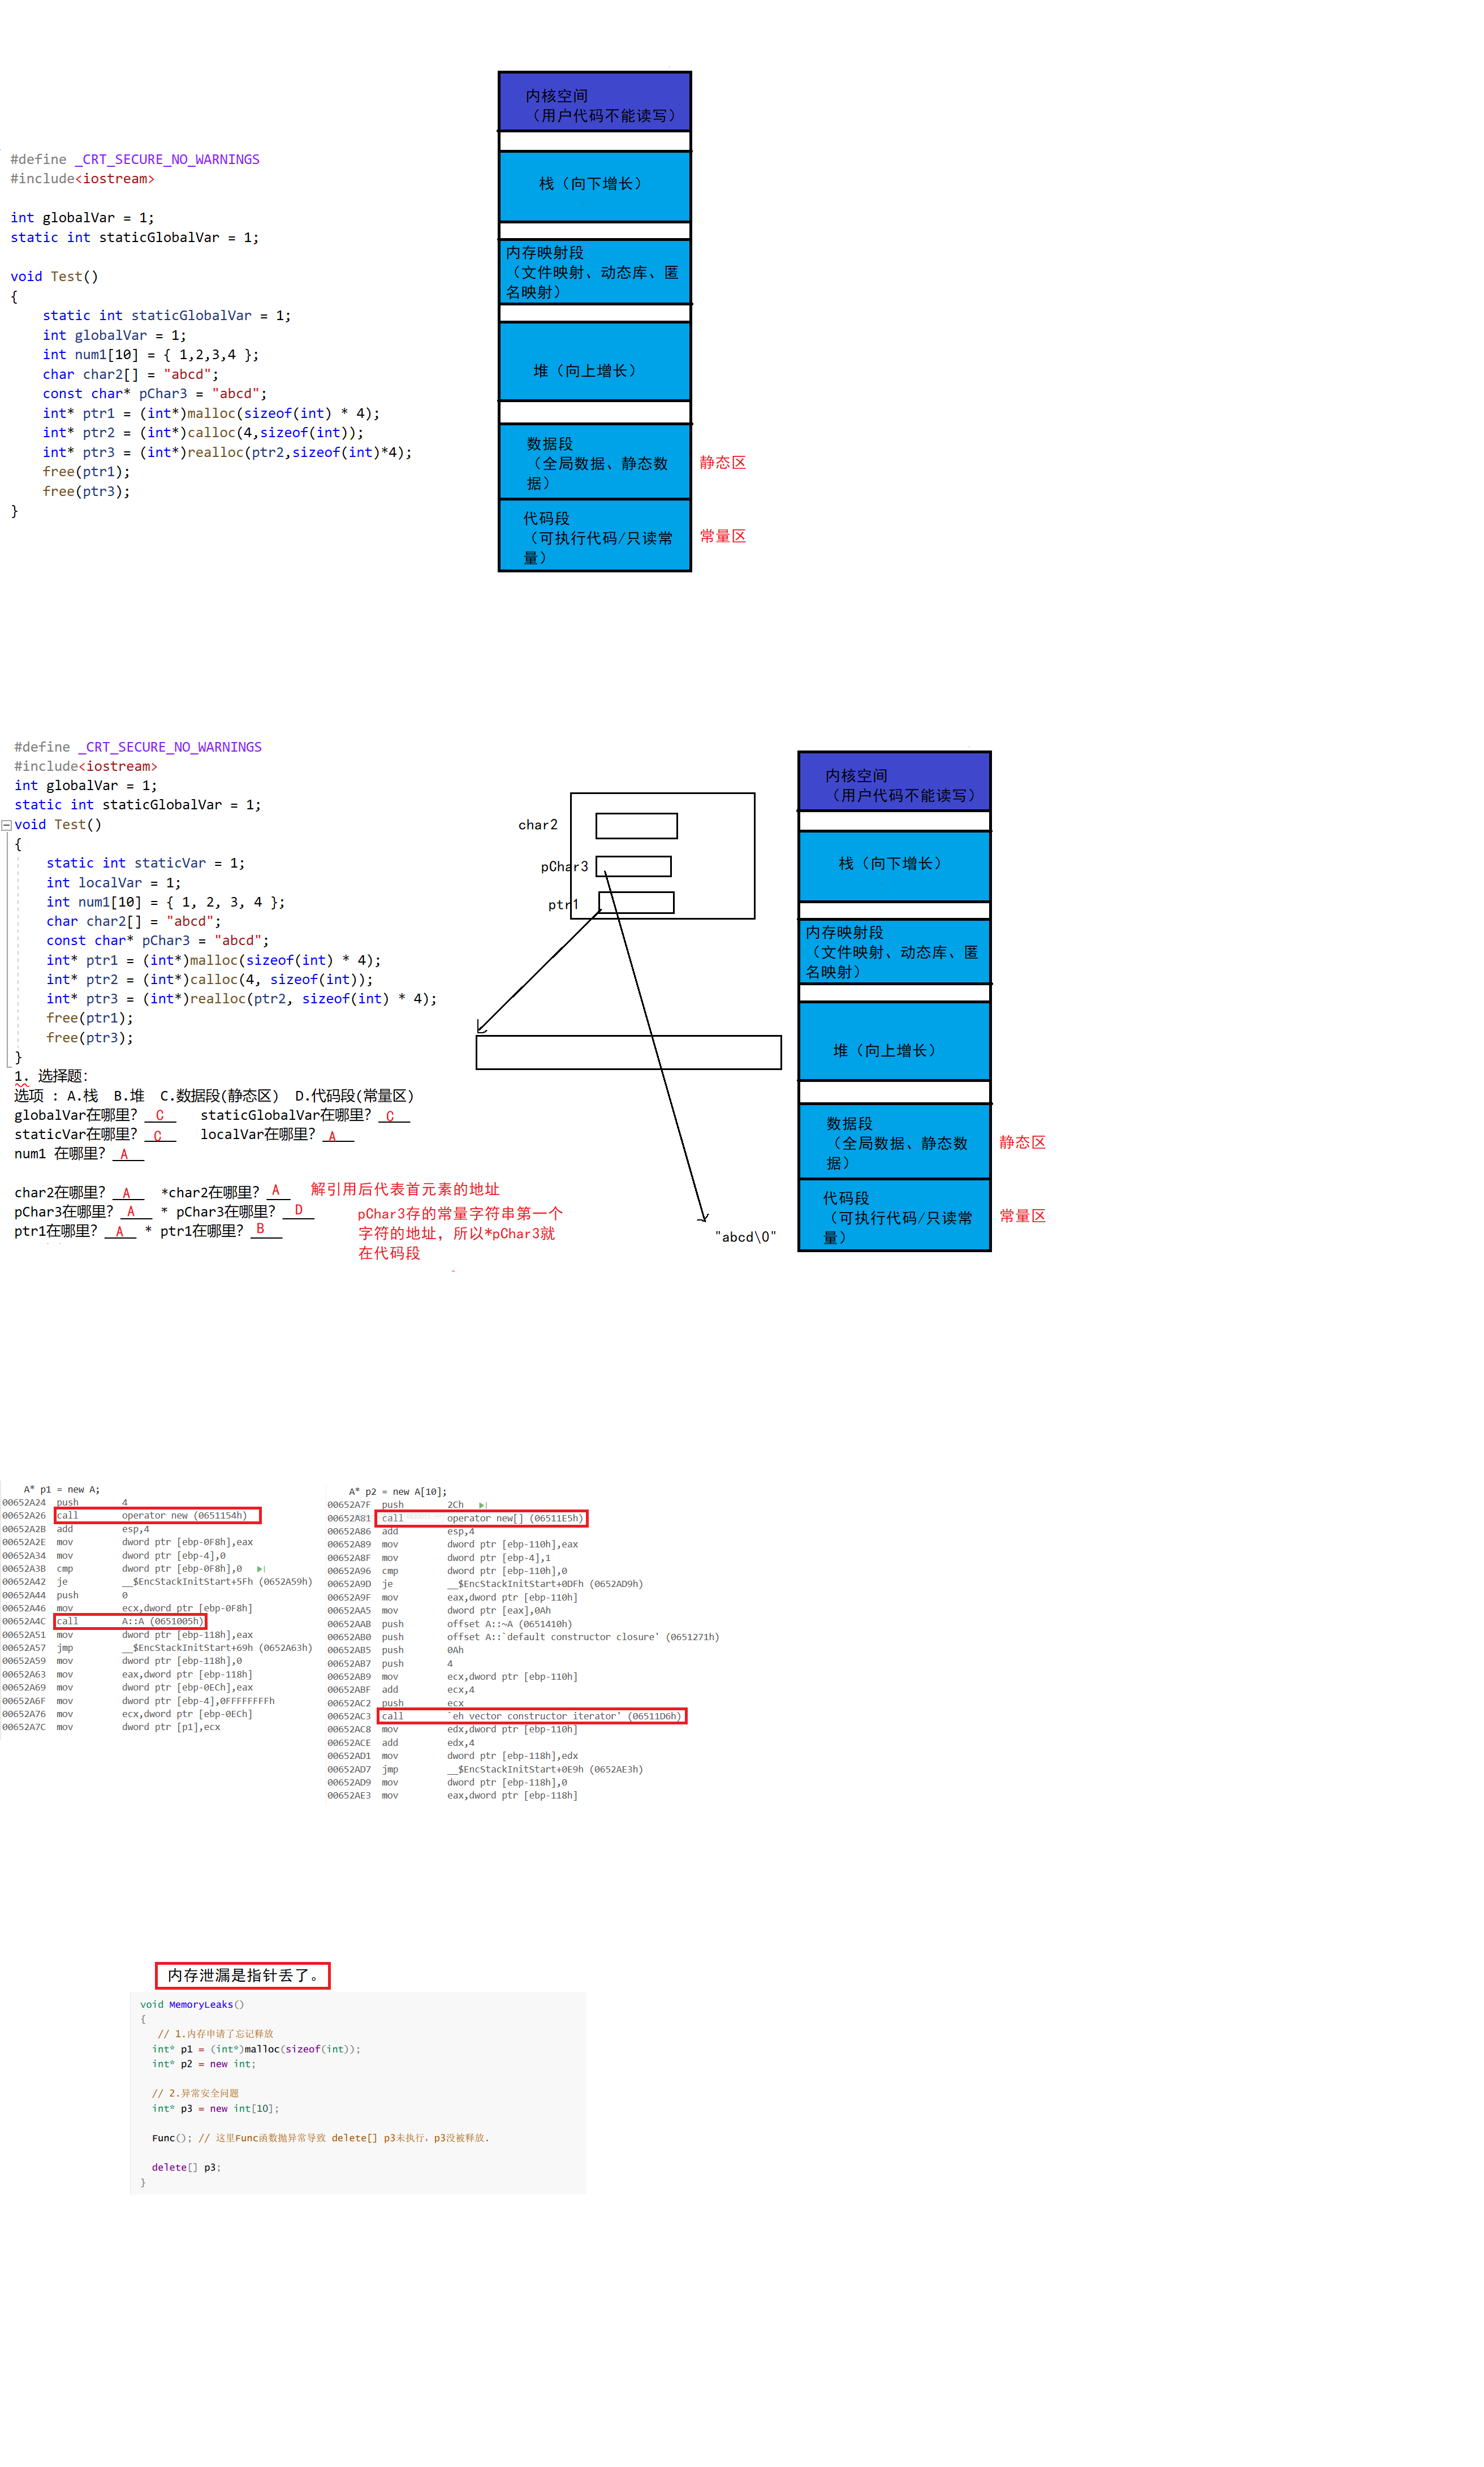 内核空间
（用户代码不能读写）
栈（向下增长）
内存映射段
（文件映射、动态库、匿
名映射）
堆（向上增长）
数据段
（全局数据、静态数
据）
静态区
代码段
（可执行代码/只读常
量）
常量区
#define _CRT_SECURE_NO_WARNINGS
#include<iostream>
int globalVar = 1;
static int staticGlobalVar = 1;
void Test()
{
static int staticGlobalVar = 1;
int globalVar = 1;
int num1[10] = { 1,2,3,4 };
char char2[] = "abcd";
const char* pChar3 = "abcd";
int* ptr1 = (int*)malloc(sizeof(int) * 4);
int* ptr2 = (int*)calloc(4,sizeof(int));
int* ptr3 = (int*)realloc(ptr2,sizeof(int)*4);
free(ptr1);
free(ptr3);
}
#define _CRT_SECURE_NO_WARNINGS
#include<iostream>
int globalVar = 1;
static int staticGlobalVar = 1;
void Test()
{
static int staticVar = 1;
int localVar = 1;
int num1[10] = { 1, 2, 3, 4 };
char char2[] = "abcd";
const char* pChar3 = "abcd";
int* ptr1 = (int*)malloc(sizeof(int) * 4);
int* ptr2 = (int*)calloc(4, sizeof(int));
int* ptr3 = (int*)realloc(ptr2, sizeof(int) * 4);
free(ptr1);
free(ptr3);
}
1. 选择题:
选项 : A.栈 B.堆 C.数据段(静态区) D.代码段(常量区)
globalVar在哪里? C staticGlobalVar在哪里? C
staticVar在哪里? C localVar在哪里? A
num1 在哪里? A
char2在哪里? A *char2在哪里? A 解引用后代表首元素的地址
pChar3在哪里? A * pChar3在哪里? D
ptr1在哪里? A * ptr1在哪里? B
pChar3存的常量字符串第一个
字符的地址，所以*pChar3就
在代码段
char2
pChar3
ptr1
"abcd\0"
内核空间
（用户代码不能读写）
栈（向下增长）
内存映射段
（文件映射、动态库、匿
名映射）
堆（向上增长）
数据段
（全局数据、静态数
据）
静态区
代码段
（可执行代码/只读常
量）
常量区
A* p1 = new A;
00652A24 push 4
00652A26 call operator new (0651154h)
00652A2B add esp,4
00652A2E mov dword ptr [ebp-0F8h],eax
00652A34 mov dword ptr [ebp-4],0
00652A3B cmp dword ptr [ebp-0F8h],0
00652A42 je __$EncStackInitStart+5Fh (0652A59h)
00652A44 push 0
00652A46 mov ecx,dword ptr [ebp-0F8h]
00652A4C call A::A (0651005h)
00652A51 mov dword ptr [ebp-118h],eax
00652A57 jmp __$EncStackInitStart+69h (0652A63h)
00652A59 mov dword ptr [ebp-118h],0
00652A63 mov eax,dword ptr [ebp-118h]
00652A69 mov dword ptr [ebp-0ECh],eax
00652A6F mov dword ptr [ebp-4],0FFFFFFFFh
00652A76 mov ecx,dword ptr [ebp-0ECh]
00652A7C mov dword ptr [p1],ecx
A* p2 = new A[10];
00652A7F push 2Ch
00652A81 call operator new[] (06511E5h)
00652A86 add esp,4
00652A89 mov dword ptr [ebp-110h],eax
00652A8F mov dword ptr [ebp-4],1
00652A96 cmp dword ptr [ebp-110h],0
00652A9D je __$EncStackInitStart+0DFh (0652AD9h)
00652A9F mov eax,dword ptr [ebp-110h]
00652AA5 mov dword ptr [eax],0Ah
00652AAB push offset A::~A (0651410h)
00652AB0 push offset A::`default constructor closure' (0651271h)
00652AB5 push 0Ah
00652AB7 push 4
00652AB9 mov ecx,dword ptr [ebp-110h]
00652ABF add ecx,4
00652AC2 push ecx
00652AC3 call `eh vector constructor iterator' (06511D6h)
00652AC8 mov edx,dword ptr [ebp-110h]
00652ACE add edx,4
00652AD1 mov dword ptr [ebp-118h],edx
00652AD7 jmp __$EncStackInitStart+0E9h (0652AE3h)
00652AD9 mov dword ptr [ebp-118h],0
00652AE3 mov eax,dword ptr [ebp-118h]
内存泄漏是指针丢了。
void MemoryLeaks()
{
// 1.内存申请了忘记释放
int* p1 = (int*)malloc(sizeof(int));
int* p2 = new int;
// 2.异常安全问题
int* p3 = new int[10];
Func(); // 这里Func函数抛异常导致 delete[] p3未执行，p3没被释放.
delete[] p3;
}